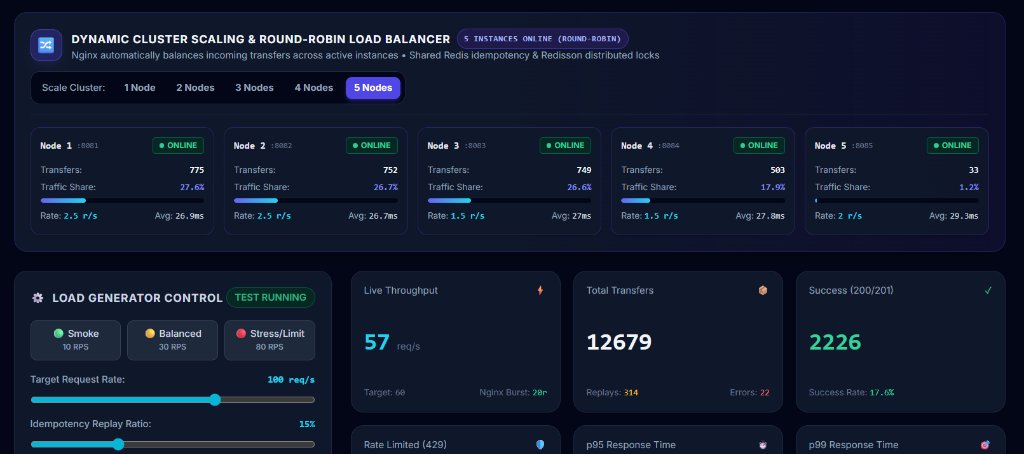 DYNAMIC CLUSTER SCALING & ROUND-ROBIN LOAD BALANCER 5 INSTANCES ONLINE (ROUND-ROBIN)
Nginx automatically balances incoming transfers across active instances • Shared Redis idempotency & Redisson distributed locks
Scale Cluster: 1 Node 2 Nodes 3 Nodes 4 Nodes 5 Nodes
Node 1 :8081 ONLINE
Transfers: 775
Traffic Share: 27.6%
Rate: 2.5 r/s Avg: 26.9ms
Node 2 :8082 ONLINE
Transfers: 752
Traffic Share: 26.7%
Rate: 2.5 r/s Avg: 26.7ms
Node 3 :8083 ONLINE
Transfers: 749
Traffic Share: 26.6%
Rate: 1.5 r/s Avg: 27ms
Node 4 :8084 ONLINE
Transfers: 503
Traffic Share: 17.9%
Rate: 1.5 r/s Avg: 27.8ms
Node 5 :8085 ONLINE
Transfers: 33
Traffic Share: 1.2%
Rate: 2 r/s Avg: 29.3ms
LOAD GENERATOR CONTROL TEST RUNNING
Smoke
10 RPS
Balanced
30 RPS
Stress/Limit
80 RPS
Target Request Rate: 100 req/s
Idempotency Replay Ratio: 15%
Live Throughput
57 req/s
Target: 60 Nginx Burst: 20r
Total Transfers
12679
Replays: 314 Errors: 22
Success (200/201)
2226
Success Rate: 17.6%
Rate Limited (429)
p95 Response Time
p99 Response Time